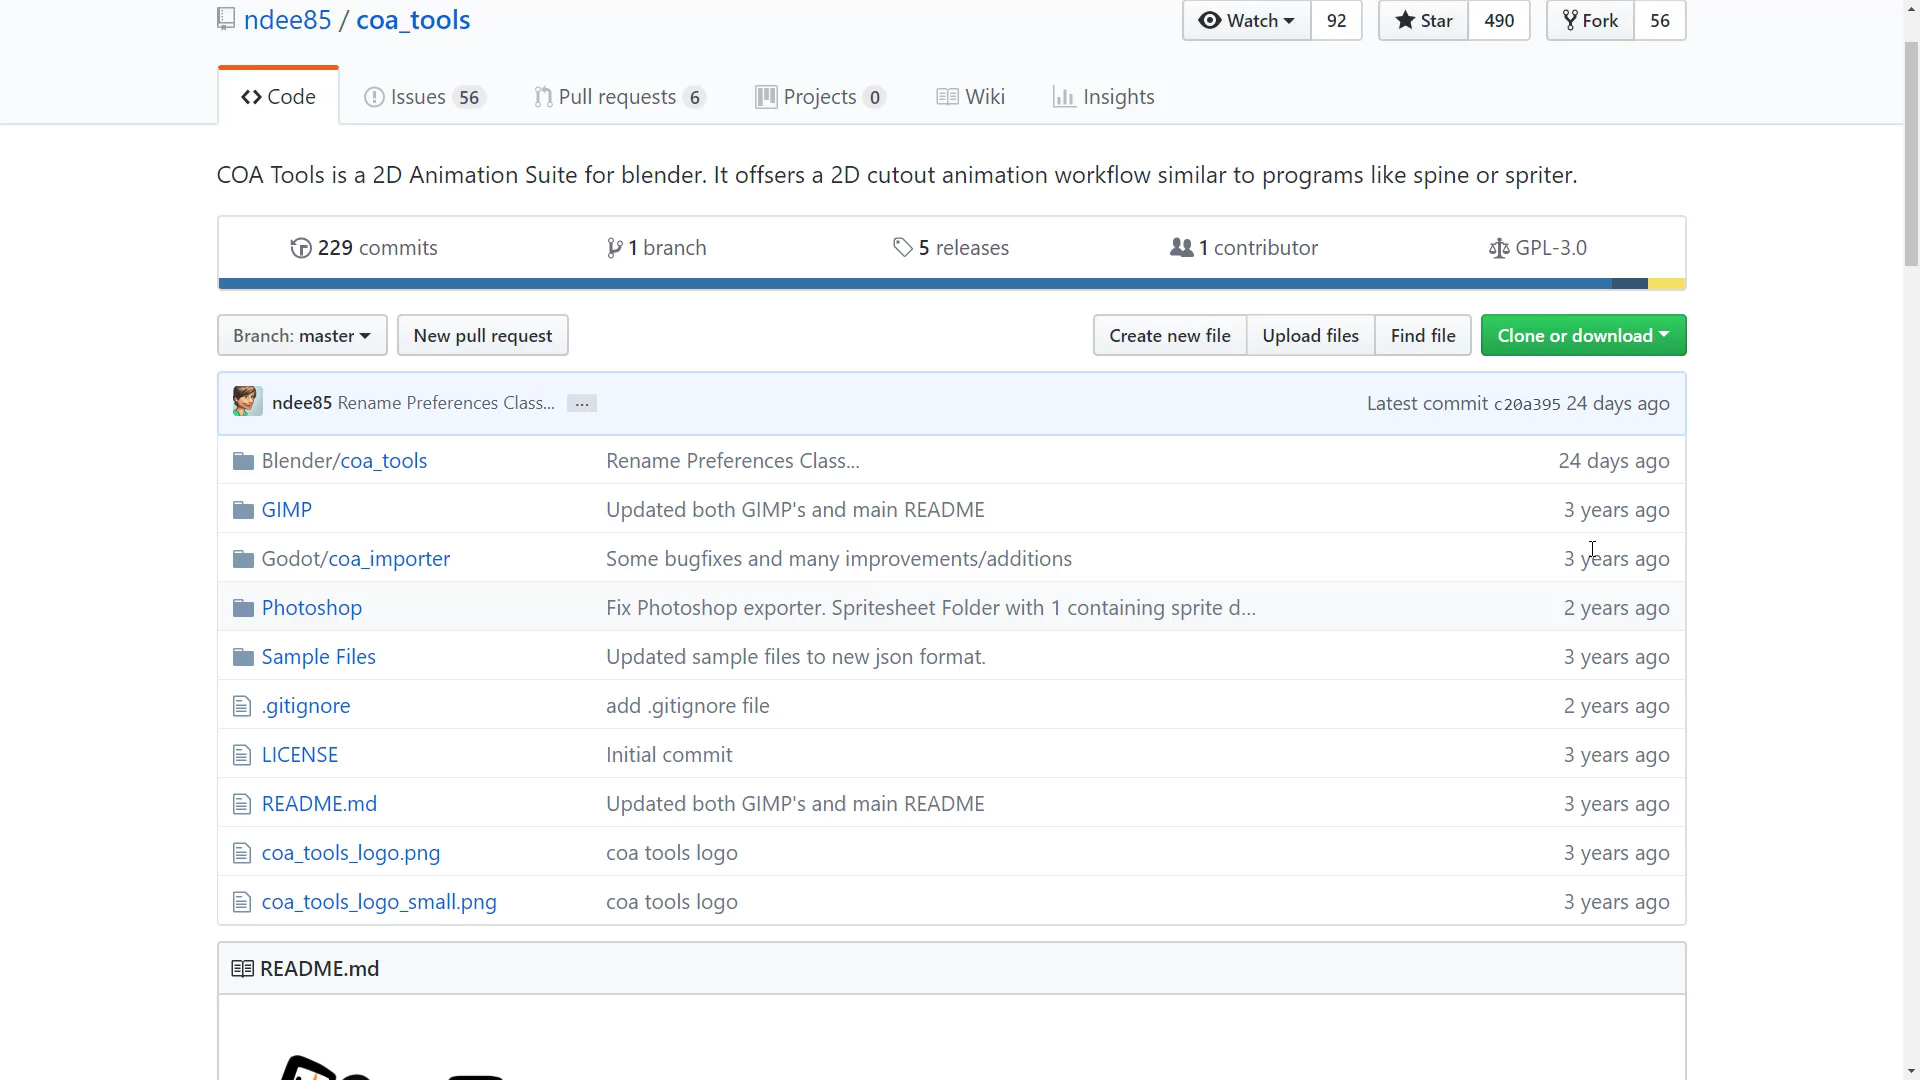 ndee85 / coa_tools
Watch 92 Star 490 Fork 56
Code Issues 56 Pull requests 6 Projects 0 Wiki Insights
COA Tools is a 2D Animation Suite for blender. It offsers a 2D cutout animation workflow similar to programs like spine or spriter.
229 commits 1 branch 5 releases 1 contributor GPL-3.0
Branch: master New pull request Create new file Upload files Find file Clone or download
ndee85 Rename Preferences Class... ... Latest commit c20a395 24 days ago
Blender/coa_tools Rename Preferences Class... 24 days ago
GIMP Updated both GIMP's and main README 3 years ago
Godot/coa_importer Some bugfixes and many improvements/additions 3 years ago
Photoshop Fix Photoshop exporter. Spritesheet Folder with 1 containing sprite d... 2 years ago
Sample Files Updated sample files to new json format. 3 years ago
.gitignore add .gitignore file 2 years ago
LICENSE Initial commit 3 years ago
README.md Updated both GIMP's and main README 3 years ago
coa_tools_logo.png coa tools logo 3 years ago
coa_tools_logo_small.png coa tools logo 3 years ago
README.md